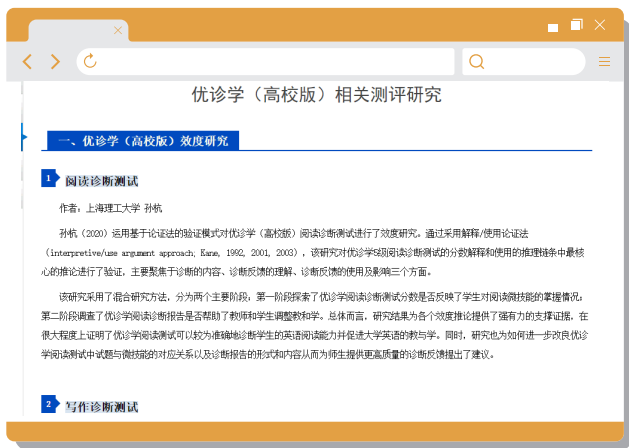 优诊学（高校版）相关测评研究
一、优诊学（高校版）效度研究
1 阅读诊断测试
作者：上海理工大学 孙杭
孙杭（2020）运用基于论证法的验证模式对优诊学（高校版）阅读诊断测试进行了效度研究。通过采用解释/使用论证法
（interpretive/use argument approach; Kane, 1992, 2001, 2003），该研究对优诊学S级阅读诊断测试的分数解释和使用的推理链条中最核
心的推论进行了验证，主要聚焦于诊断的内容、诊断反馈的理解、诊断反馈的使用及影响三个方面。
该研究采用了混合研究方法，分为两个主要阶段：第一阶段探索了优诊学阅读诊断测试分数是否反映了学生对阅读微技能的掌握情况；
第二阶段调查了优诊学阅读诊断报告是否帮助了教师和学生调整教和学。总体而言，研究结果为各个效度推论提供了强有力的支撑证据，在
很大程度上证明了优诊学阅读测试可以较为准确地诊断学生的英语阅读能力并促进大学英语的教与学。同时，研究也为如何进一步改良优诊
学阅读测试中试题与微技能的对应关系以及诊断报告的形式和内容从而为师生提供更高质量的诊断反馈提出了建议。
2 写作诊断测试